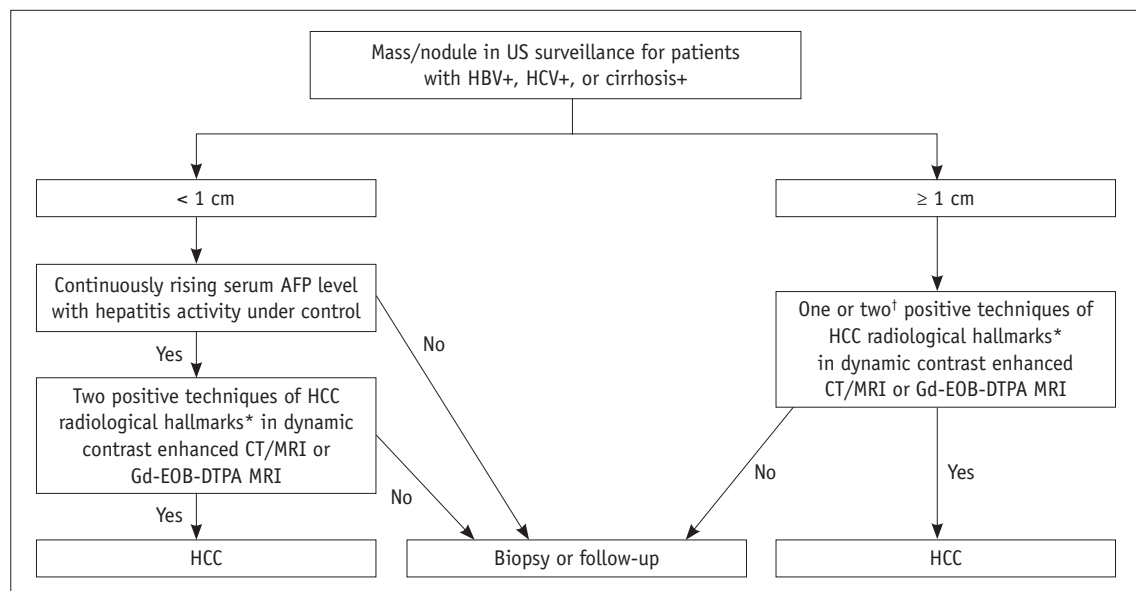 Mass/nodule in US surveillance for patients
with HBV+, HCV+, or cirrhosis+
< 1 cm
≥ 1 cm
Continuously rising serum AFP level
with hepatitis activity under control
One or two† positive techniques of
HCC radiological hallmarks*
in dynamic contrast enhanced
CT/MRI or Gd-EOB-DTPA MRI
No
Yes
Two positive techniques of HCC
radiological hallmarks* in dynamic
contrast enhanced CT/MRI or
Gd-EOB-DTPA MRI
No
Yes
No
Yes
HCC
Biopsy or follow-up
HCC